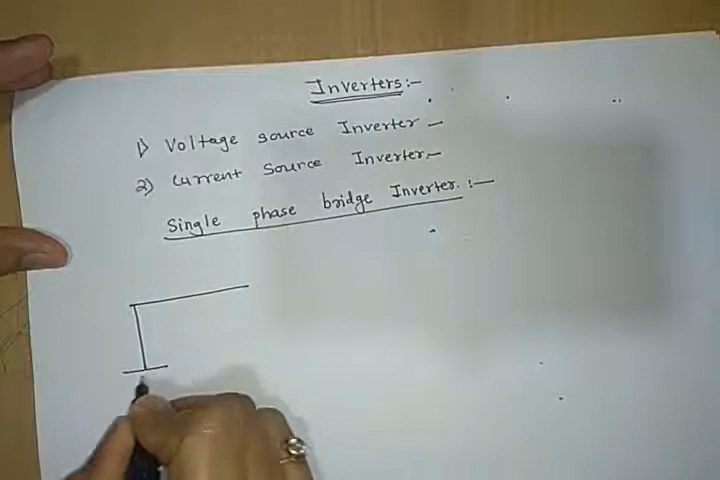 Inverters:-
1) Voltage source Inverter -
2) Current Source Inverter-
Single phase bridge Inverter. :-